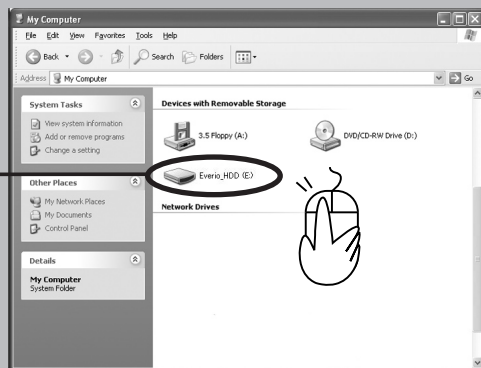 My Computer
File Edit View Favorites Tools Help
Back Search Folders
Address My Computer Go
System Tasks
View system information
Add or remove programs
Change a setting
Other Places
My Network Places
My Documents
Control Panel
Details
My Computer
System Folder
Devices with Removable Storage
3.5 Floppy (A:)
DVD/CD-RW Drive (D:)
Everio_HDD (E:)
Network Drives